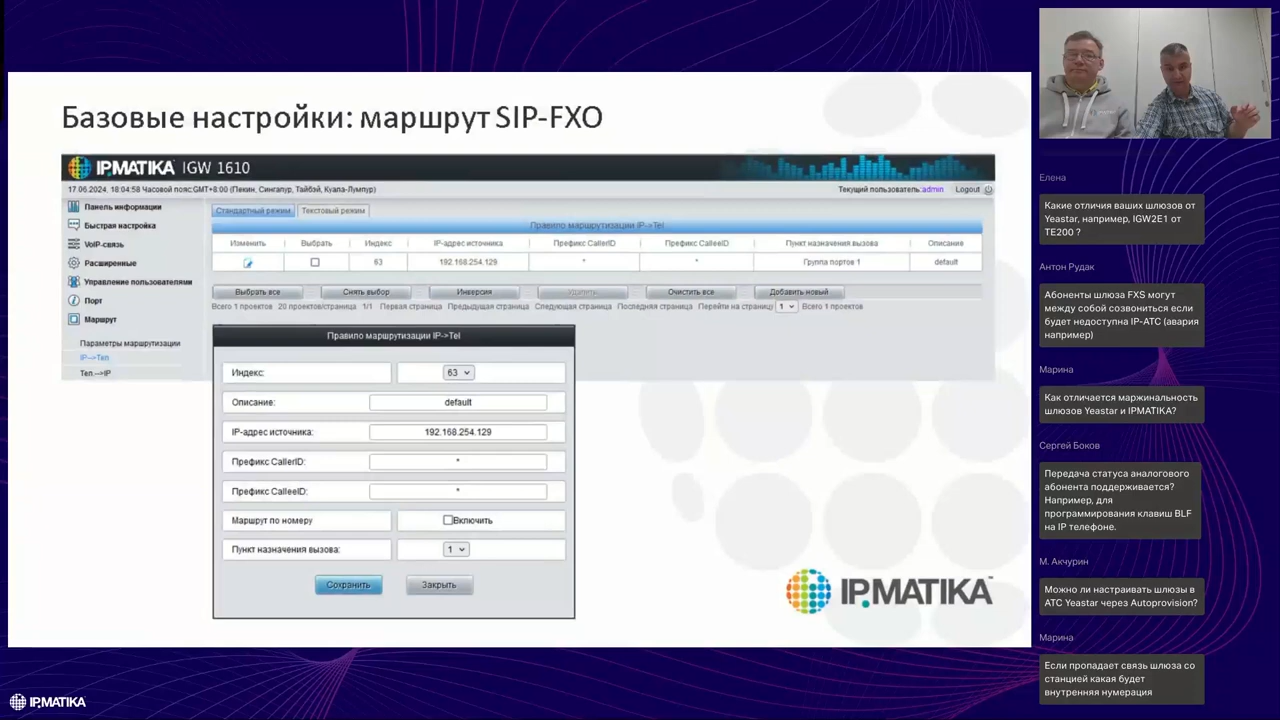 Базовые настройки: маршрут SIP-FXO
IP.MATIKA IGW 1610
17.06.2024, 18:04:58 Часовой пояс:GMT+8:00 (Пекин, Сингапур, Тайбэй, Куала-Лумпур)
Текущий пользователь:admin Logout
Панель информации
Быстрая настройка
VoIP-связь
Расширенные
Управление пользователями
Порт
Маршрут
Параметры маршрутизации
IP-->Тел
Тел.-->IP
Стандартный режим Текстовый режим
Правило маршрутизации IP->Tel
Изменить Выбрать Индекс IP-адрес источника Префикс CallerID Префикс CalleeID Пункт назначения вызова Описание
63 192.168.254.129 * * Группа портов 1 default
Выбрать все Снять выбор Инверсия Удалить Очистить все Добавить новый
Всего 1 проектов 20 проектов/страница 1/1 Первая страница Предыдущая страница Следующая страница Последняя страница Перейти на страницу 1 Всего 1 проектов
Правило маршрутизации IP->Tel
Индекс: 63
Описание: default
IP-адрес источника: 192.168.254.129
Префикс CallerID: *
Префикс CalleeID: *
Маршрут по номеру Включить
Пункт назначения вызова: 1
Сохранить Закрыть
IP.MATIKA
IP.MATIKA
Елена
Какие отличия ваших шлюзов от
Yeastar, например, IGW2E1 от
TE200 ?
Антон Рудак
Абоненты шлюза FXS могут
между собой созвониться если
будет недоступна IP-АТС (авария
например)
Марина
Как отличается маржинальность
шлюзов Yeastar и IPMATIKA?
Сергей Боков
Передача статуса аналогового
абонента поддерживается?
Например, для
программирования клавиш BLF
на IP телефоне.
М. Акчурин
Можно ли настраивать шлюзы в
АТС Yeastar через Autoprovision?
Марина
Если пропадает связь шлюза со
станцией какая будет
внутренняя нумерация